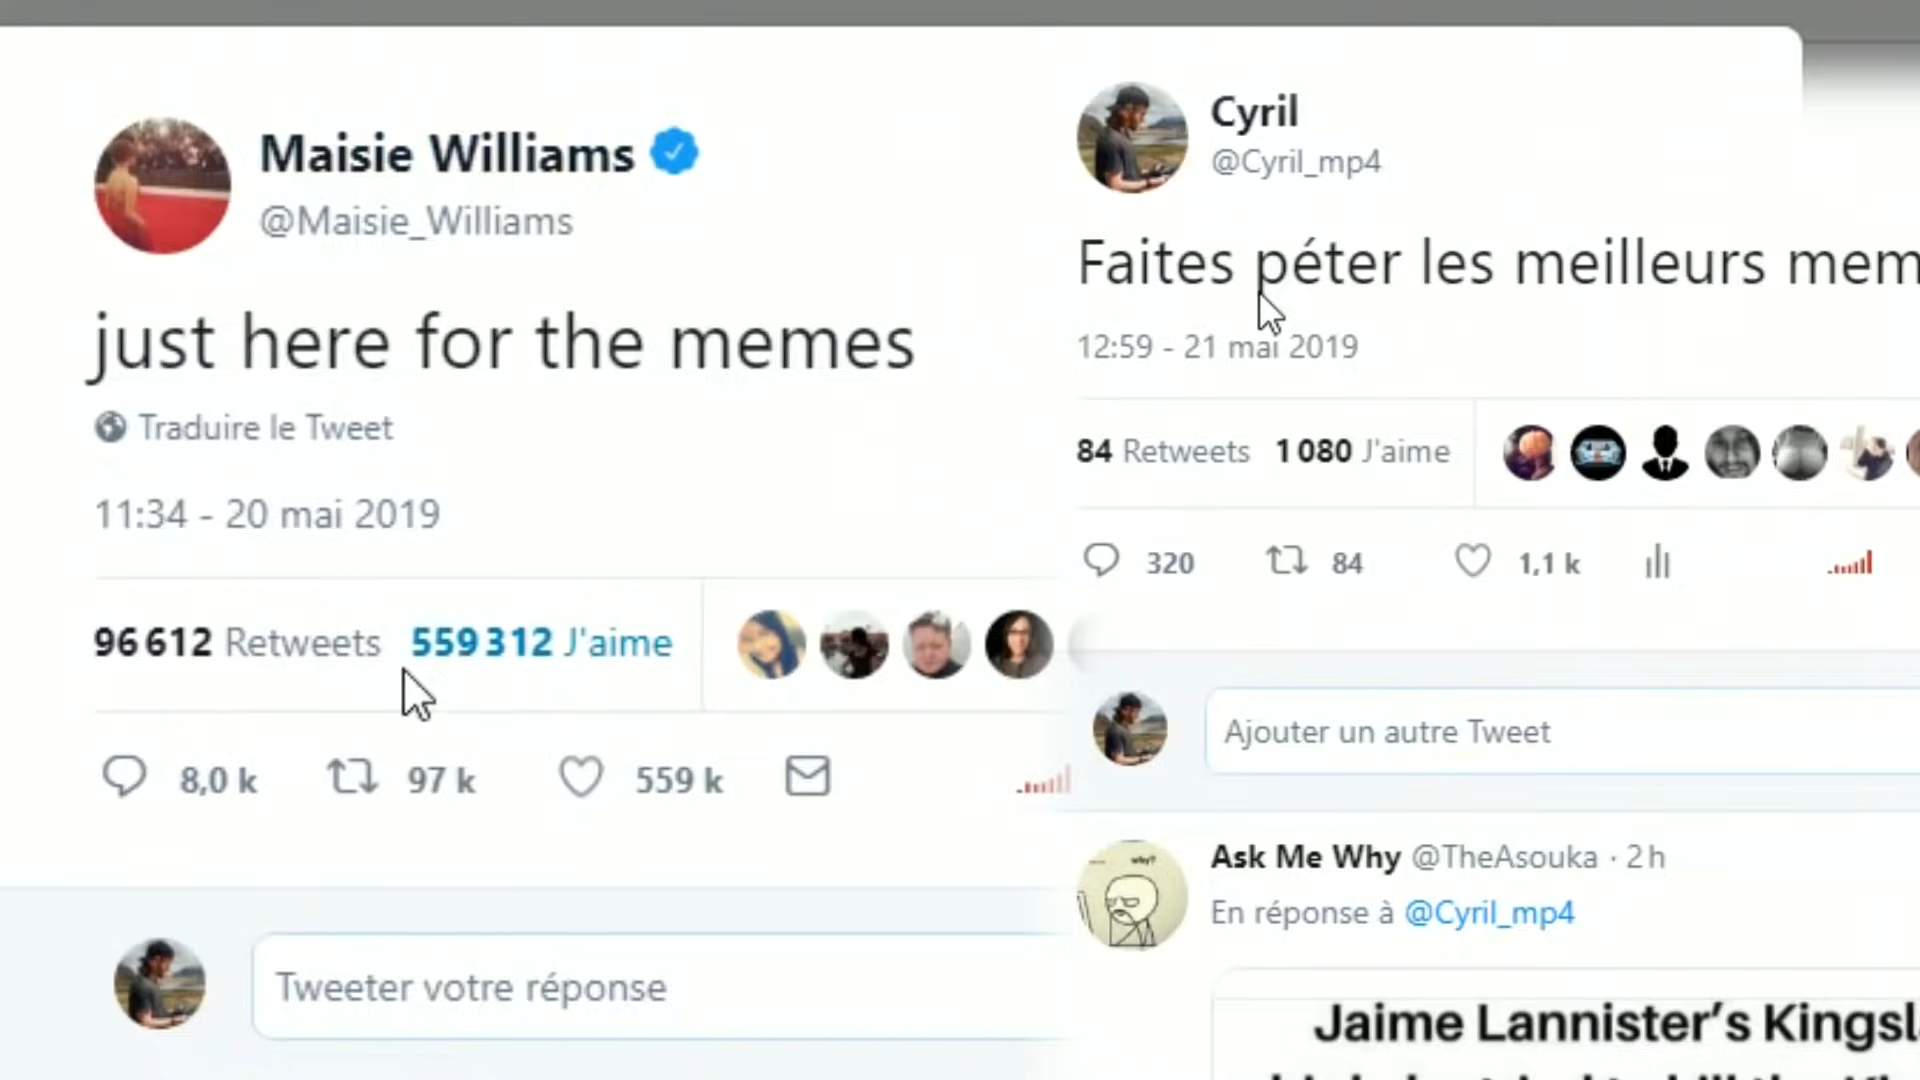 Maisie Williams
@Maisie_Williams
just here for the memes
Traduire le Tweet
11:34 - 20 mai 2019
96 612 Retweets 559 312 J'aime
8,0 k 97 k 559 k
Tweeter votre réponse
Cyril
@Cyril_mp4
Faites péter les meilleurs mem
12:59 - 21 mai 2019
84 Retweets 1 080 J'aime
320 84 1,1 k
Ajouter un autre Tweet
Ask Me Why @TheAsouka · 2 h
En réponse à @Cyril_mp4
why?
Jaime Lannister's Kingsl